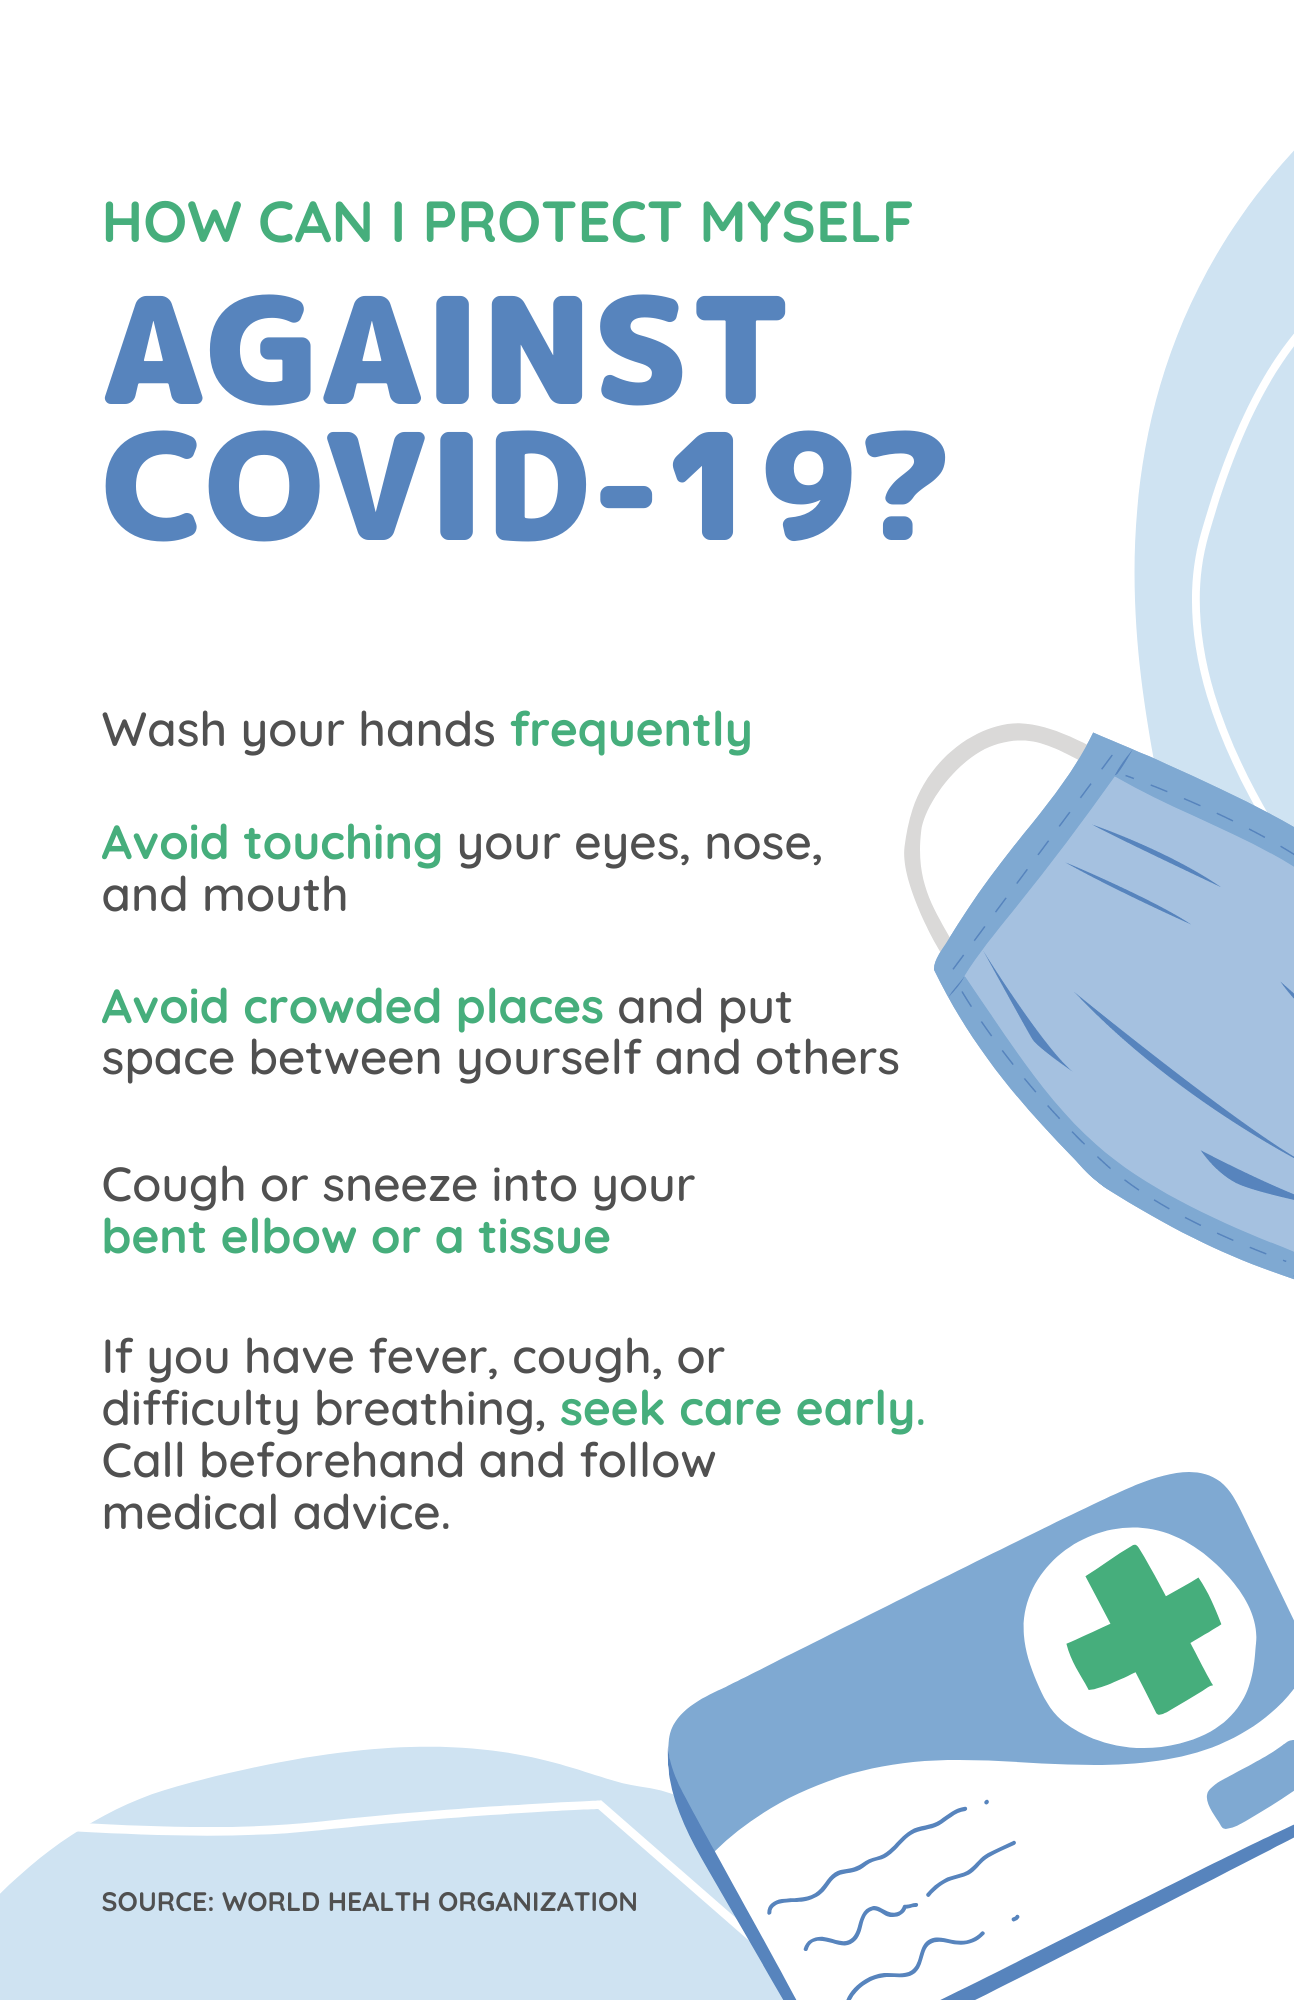 HOW CAN I PROTECT MYSELF
AGAINST
COVID-19?
Wash your hands frequently
Avoid touching your eyes, nose,
and mouth
Avoid crowded places and put
space between yourself and others
Cough or sneeze into your
bent elbow or a tissue
If you have fever, cough, or
difficulty breathing, seek care early.
Call beforehand and follow
medical advice.
SOURCE: WORLD HEALTH ORGANIZATION